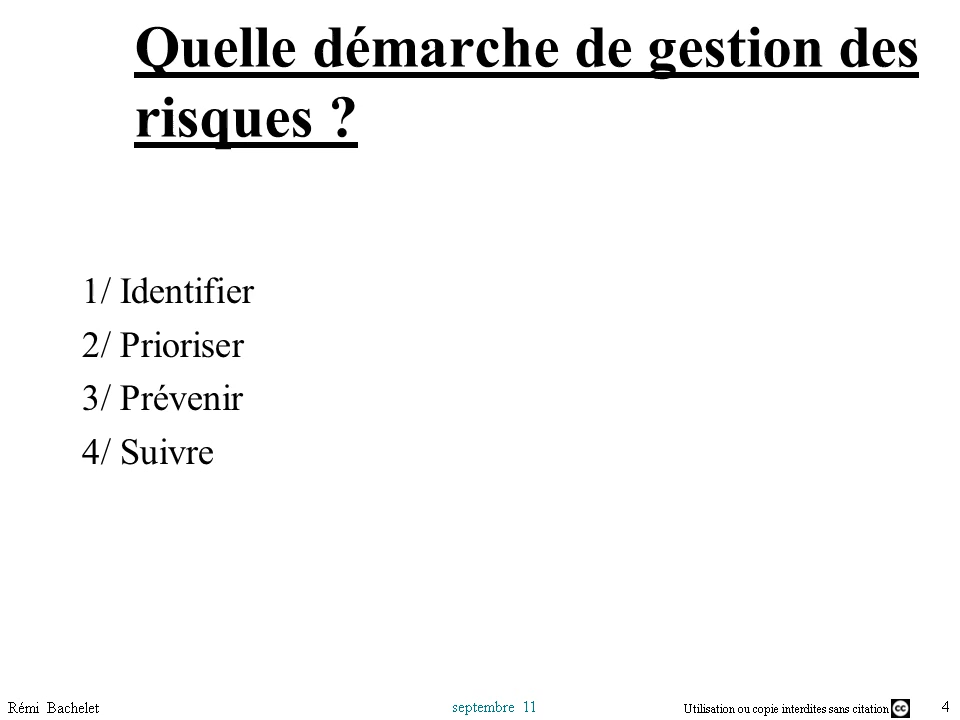 Quelle démarche de gestion des
risques ?
1/ Identifier
2/ Prioriser
3/ Prévenir
4/ Suivre
Rémi Bachelet
septembre 11
Utilisation ou copie interdites sans citation
cc
4